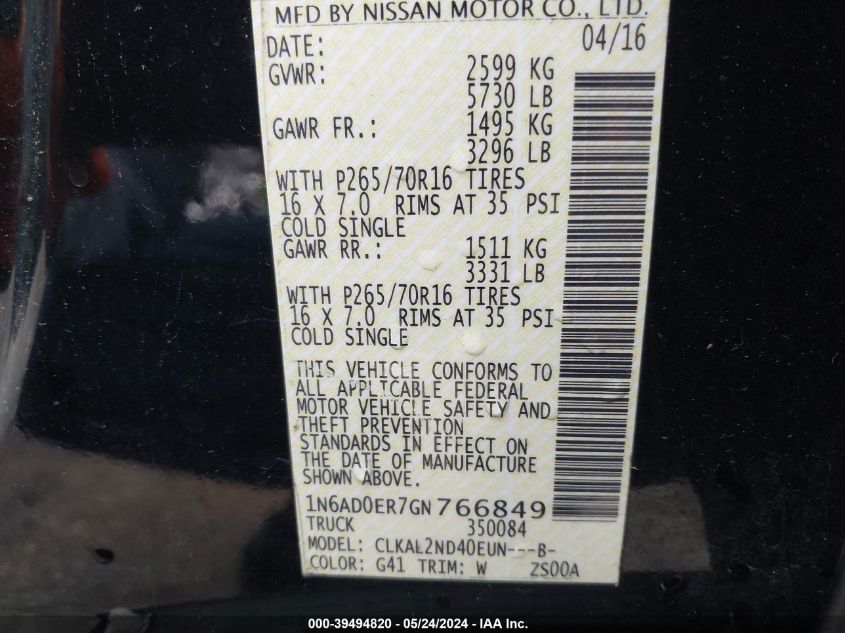 MFD BY NISSAN MOTOR CO., LTD.
DATE: 04/16
GVWR: 2599 KG
5730 LB
GAWR FR.: 1495 KG
3296 LB
WITH P265/70R16 TIRES
16 X 7.0 RIMS AT 35 PSI
COLD SINGLE
GAWR RR.: 1511 KG
3331 LB
WITH P265/70R16 TIRES
16 X 7.0 RIMS AT 35 PSI
COLD SINGLE
THIS VEHICLE CONFORMS TO
ALL APPLICABLE FEDERAL
MOTOR VEHICLE SAFETY AND
THEFT PREVENTION
STANDARDS IN EFFECT ON
THE DATE OF MANUFACTURE
SHOWN ABOVE.
1N6AD0ER7GN766849
TRUCK 350084
MODEL: CLKAL2ND40EUN---B-
COLOR: G41 TRIM: W ZS00A
000-39494820 - 05/24/2024 - IAA Inc.